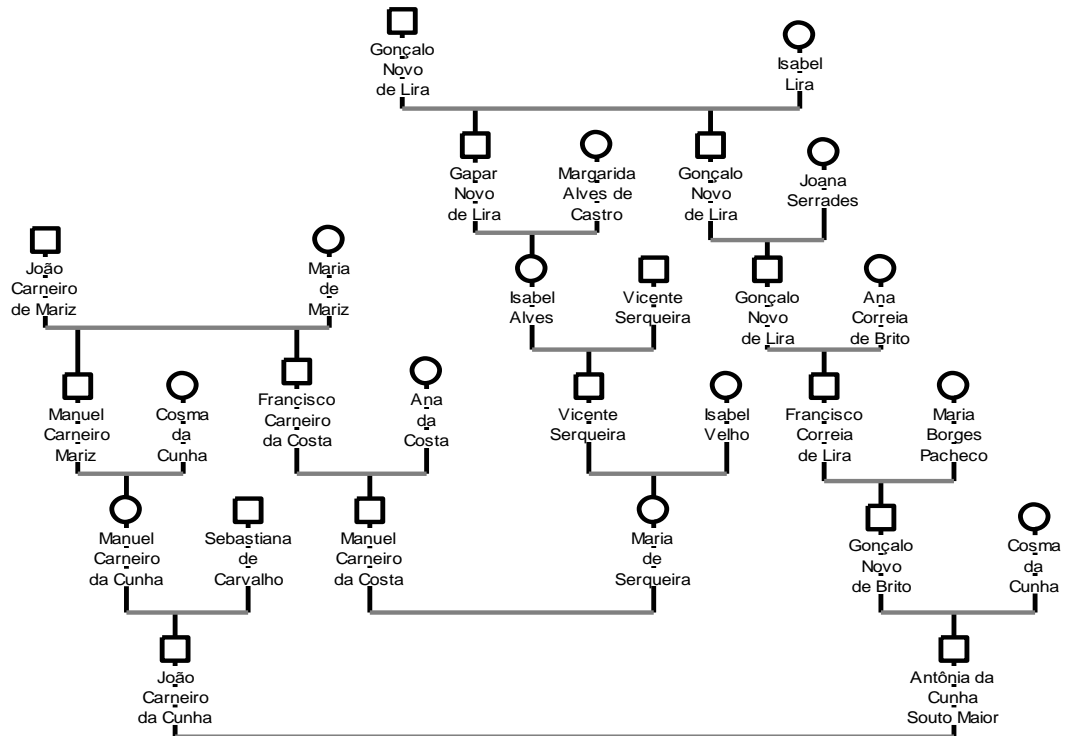 Gonçalo
Novo
de Lira
Isabel
Lira
Gapar
Novo
de Lira
Margarida
Alves de
Castro
Gonçalo
Novo
de Lira
Joana
Serrades
João
Carneiro
de Mariz
Maria
de
Mariz
Isabel
Alves
Vicente
Serqueira
Gonçalo
Novo
de Lira
Ana
Correia
de Brito
Manuel
Carneiro
Mariz
Cosma
da
Cunha
Francisco
Carneiro
da Costa
Ana
da
Costa
Vicente
Serqueira
Isabel
Velho
Francisco
Correia
de Lira
Maria
Borges
Pacheco
Manuel
Carneiro
da Cunha
Sebastiana
de
Carvalho
Manuel
Carneiro
da Costa
Maria
de
Serqueira
Gonçalo
Novo
de Brito
Cosma
da
Cunha
João
Carneiro
da Cunha
Antônia da
Cunha
Souto Maior